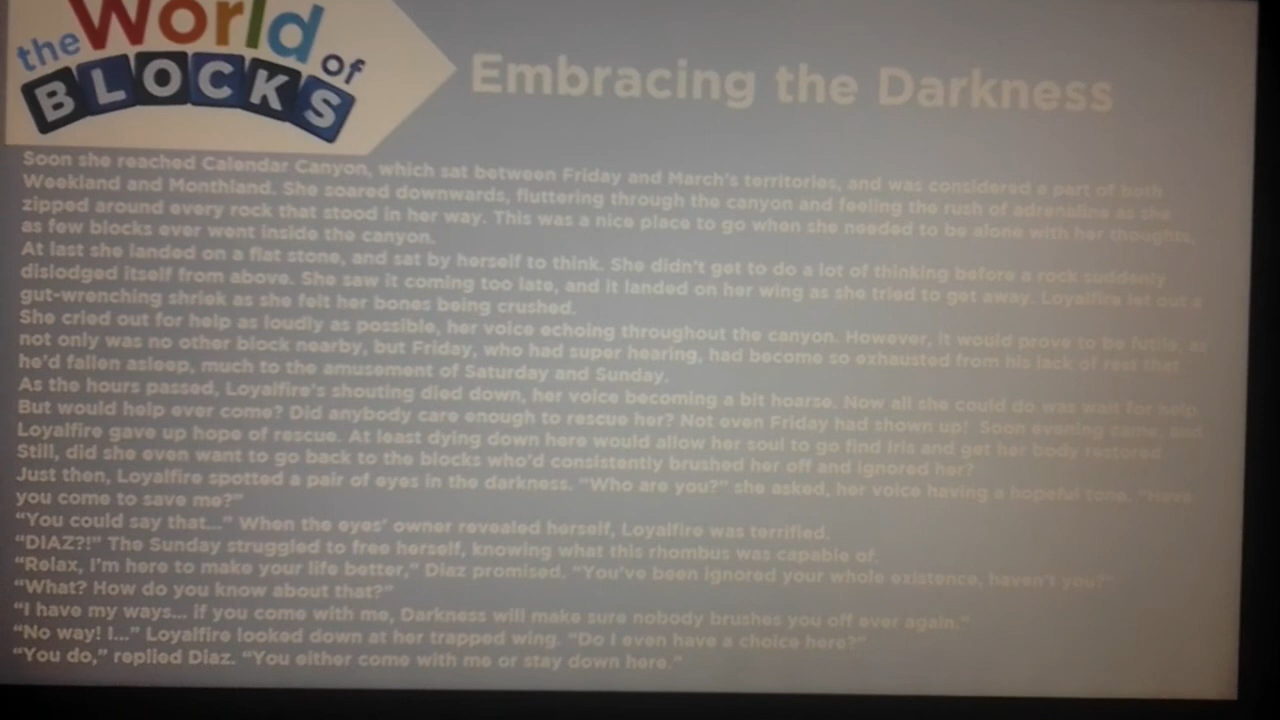 the World of
BLOCKS
Embracing the Darkness
Soon she reached Calendar Canyon, which sat between Friday and March's territories, and was considered a part of both
Weekland and Monthland. She soared downwards, fluttering through the canyon and feeling the rush of adrenaline as she
zipped around every rock that stood in her way. This was a nice place to go when she needed to be alone with her thoughts,
as few blocks ever went inside the canyon.
At last she landed on a flat stone, and sat by herself to think. She didn't get to do a lot of thinking before a rock suddenly
dislodged itself from above. She saw it coming too late, and it landed on her wing as she tried to get away. Loyalfire let out a
gut-wrenching shriek as she felt her bones being crushed.
She cried out for help as loudly as possible, her voice echoing throughout the canyon. However, it would prove to be futile, as
not only was no other block nearby, but Friday, who had super hearing, had become so exhausted from his lack of rest that
he'd fallen asleep, much to the amusement of Saturday and Sunday.
As the hours passed, Loyalfire's shouting died down, her voice becoming a bit hoarse. Now all she could do was wait for help.
But would help ever come? Did anybody care enough to rescue her? Not even Friday had shown up! Soon evening came, and
Loyalfire gave up hope of rescue. At least dying down here would allow her soul to go find Iris and get her body restored.
Still, did she even want to go back to the blocks who'd consistently brushed her off and ignored her?
Just then, Loyalfire spotted a pair of eyes in the darkness. "Who are you?" she asked, her voice having a hopeful tone. "Have
you come to save me?"
"You could say that..." When the eyes' owner revealed herself, Loyalfire was terrified.
"DIAZ?!" The Sunday struggled to free herself, knowing what this rhombus was capable of.
"Relax, I'm here to make your life better," Diaz promised. "You've been ignored your whole existence, haven't you?"
"What? How do you know about that?"
"I have my ways... if you come with me, Darkness will make sure nobody brushes you off ever again."
"No way! I..." Loyalfire looked down at her trapped wing. "Do I even have a choice here?"
"You do," replied Diaz. "You either come with me or stay down here."